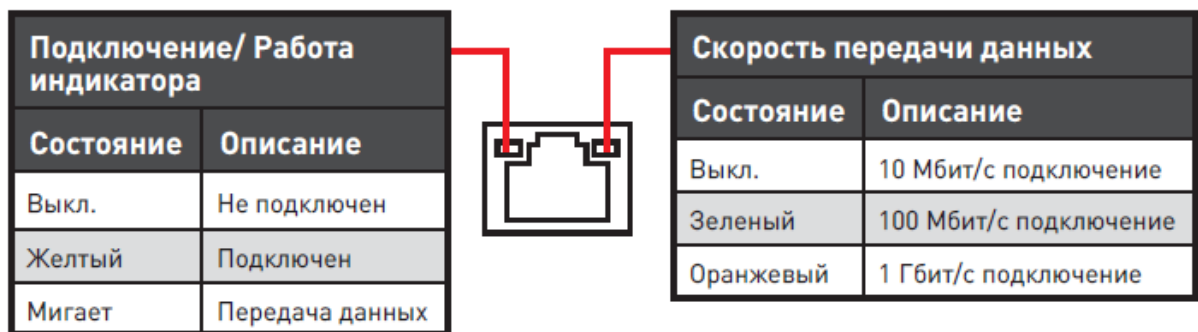 Подключение/ Работа
индикатора
Состояние Описание
Выкл. Не подключен
Желтый Подключен
Мигает Передача данных
Скорость передачи данных
Состояние Описание
Выкл. 10 Мбит/с подключение
Зеленый 100 Мбит/с подключение
Оранжевый 1 Гбит/с подключение